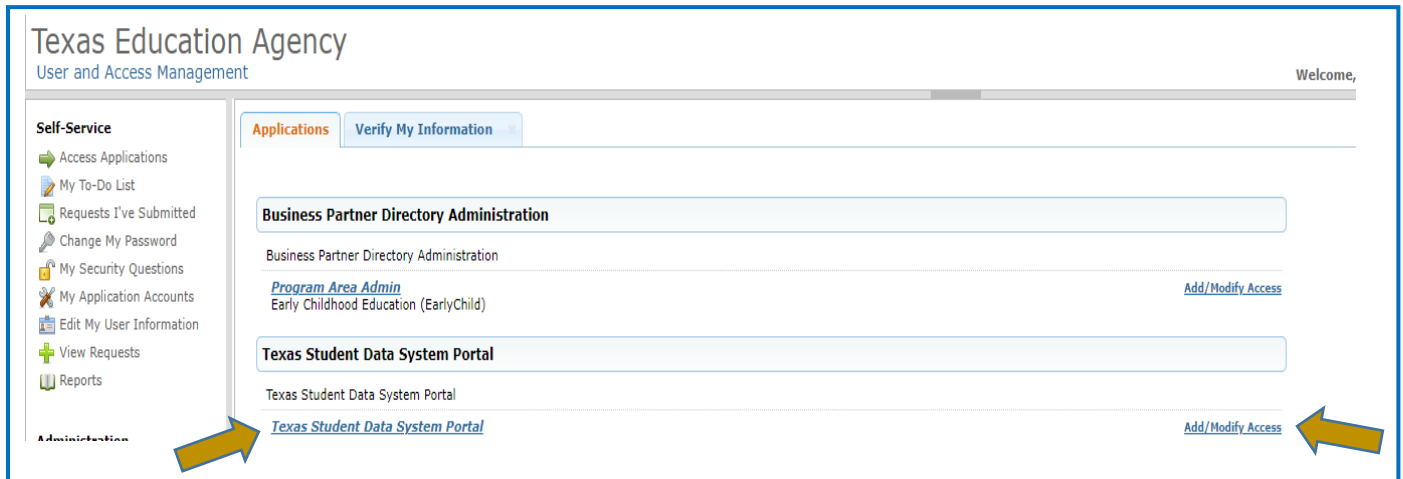 Texas Education Agency
User and Access Management
Welcome,
Self-Service
Access Applications
My To-Do List
Requests I've Submitted
Change My Password
My Security Questions
My Application Accounts
Edit My User Information
View Requests
Reports
Administration
Applications
Verify My Information
Business Partner Directory Administration
Business Partner Directory Administration
Program Area Admin Add/Modify Access
Early Childhood Education (EarlyChild)
Texas Student Data System Portal
Texas Student Data System Portal
Texas Student Data System Portal Add/Modify Access